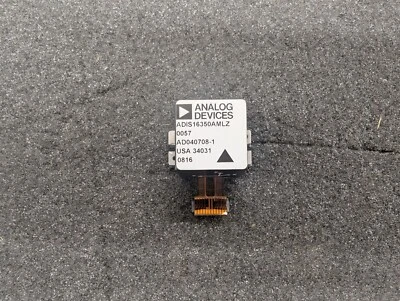 ANALOG
DEVICES
ADIS16350AMLZ
0057
AD040708-1
USA 34031
0816